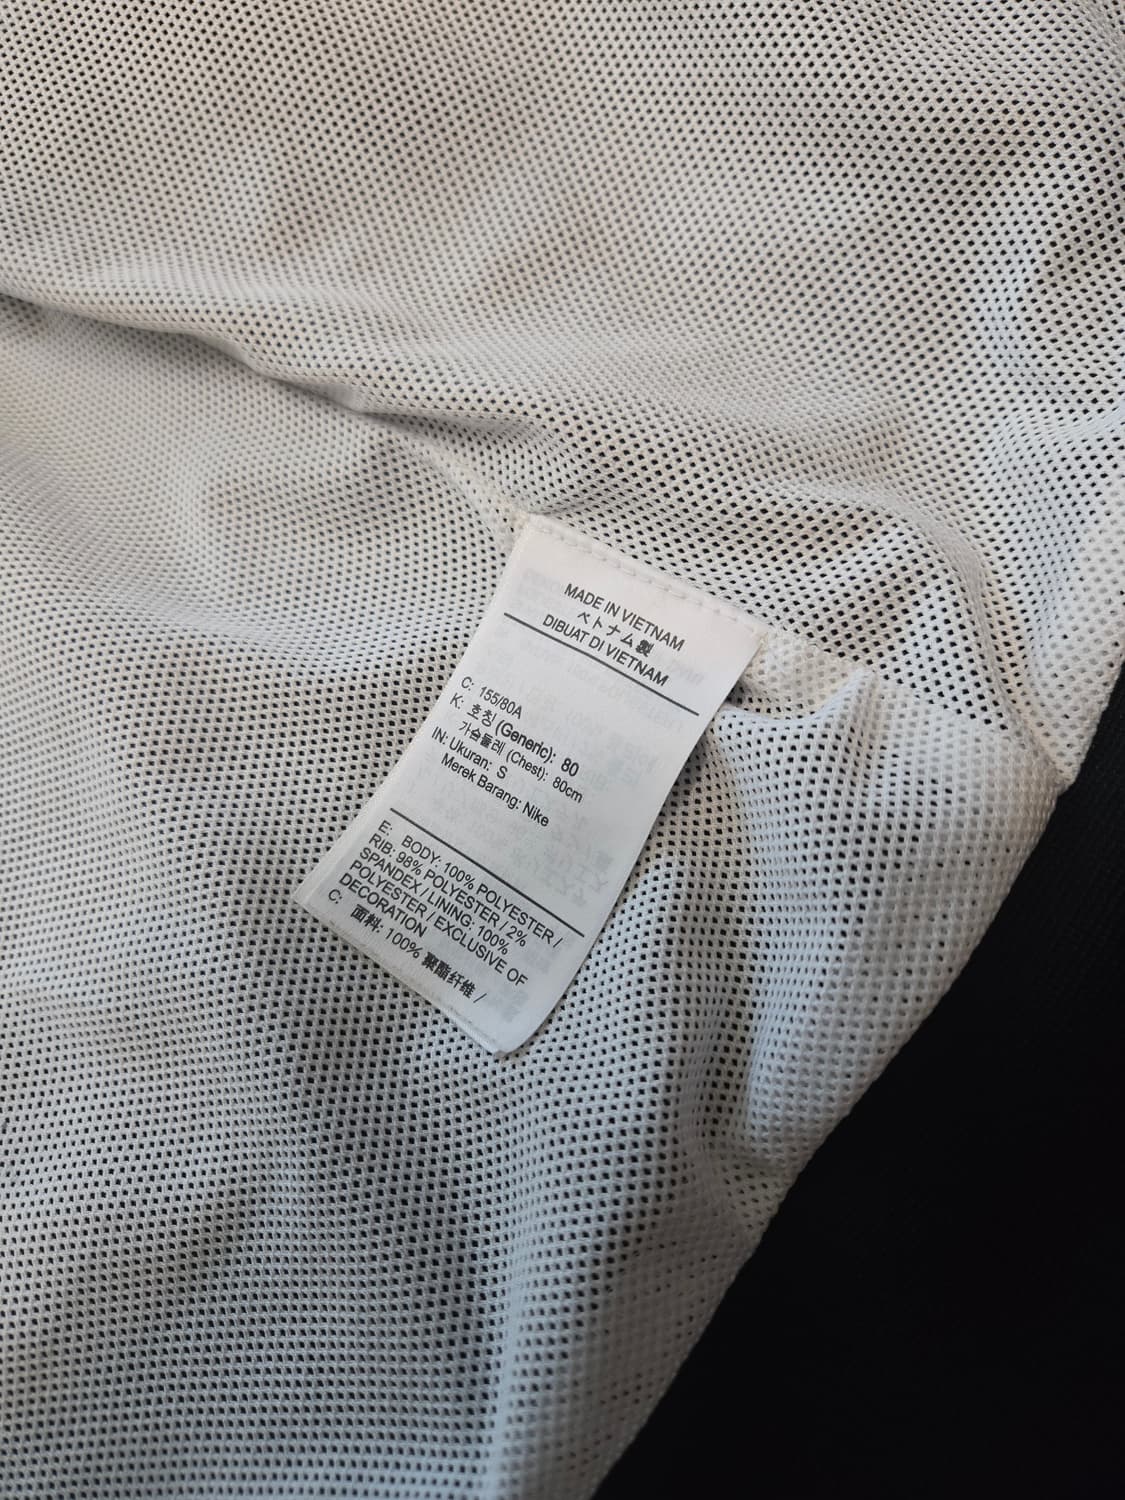 MADE IN VIETNAM
ベトナム製
DIBUAT DI VIETNAM
C: 155/80A
K: 호칭 (Generic): 80
가슴둘레 (Chest): 80cm
IN: Ukuran: S
Merek Barang: Nike
E: BODY: 100% POLYESTER /
RIB: 98% POLYESTER / 2%
SPANDEX / LINING: 100%
POLYESTER / EXCLUSIVE OF
DECORATION
C: 面料: 100% 聚酯纤维 /